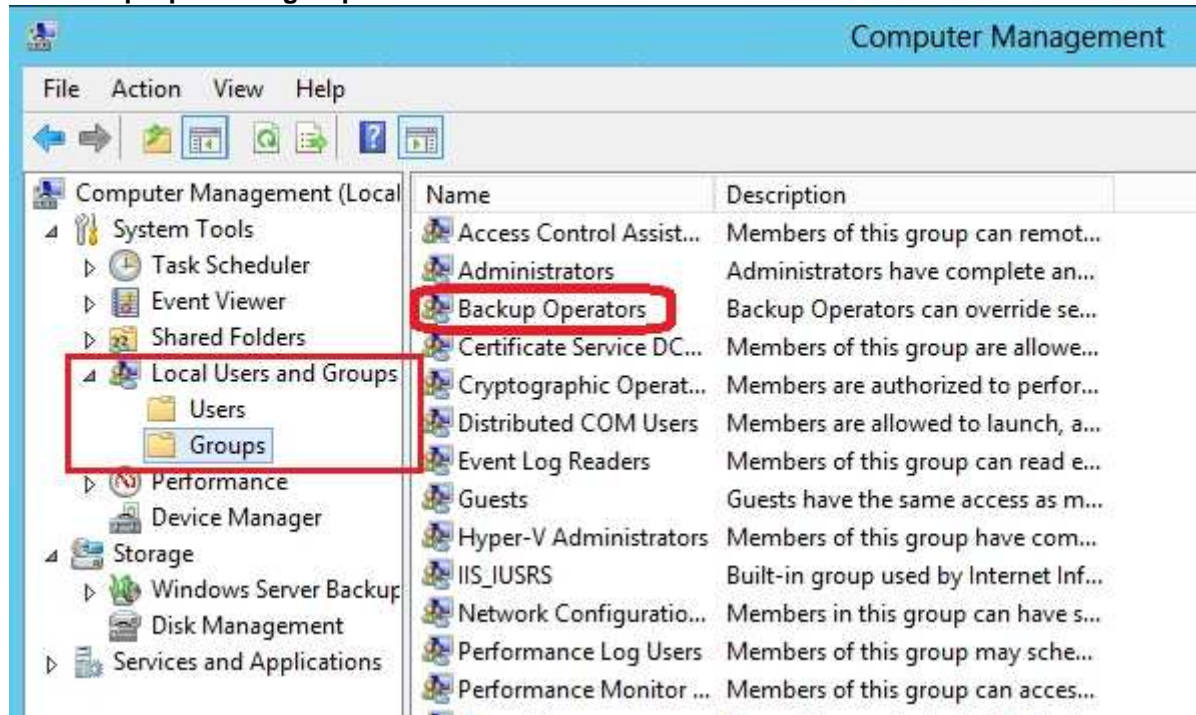 Computer Management
File Action View Help
Computer Management (Local
System Tools
Task Scheduler
Event Viewer
Shared Folders
Local Users and Groups
Users
Groups
Performance
Device Manager
Storage
Windows Server Backup
Disk Management
Services and Applications
Name Description
Access Control Assist... Members of this group can remot...
Administrators Administrators have complete an...
Backup Operators Backup Operators can override se...
Certificate Service DC... Members of this group are allowe...
Cryptographic Operat... Members are authorized to perfor...
Distributed COM Users Members are allowed to launch, a...
Event Log Readers Members of this group can read e...
Guests Guests have the same access as m...
Hyper-V Administrators Members of this group have com...
IIS_IUSRS Built-in group used by Internet Inf...
Network Configuratio... Members in this group can have s...
Performance Log Users Members of this group may sche...
Performance Monitor ... Members of this group can acces...